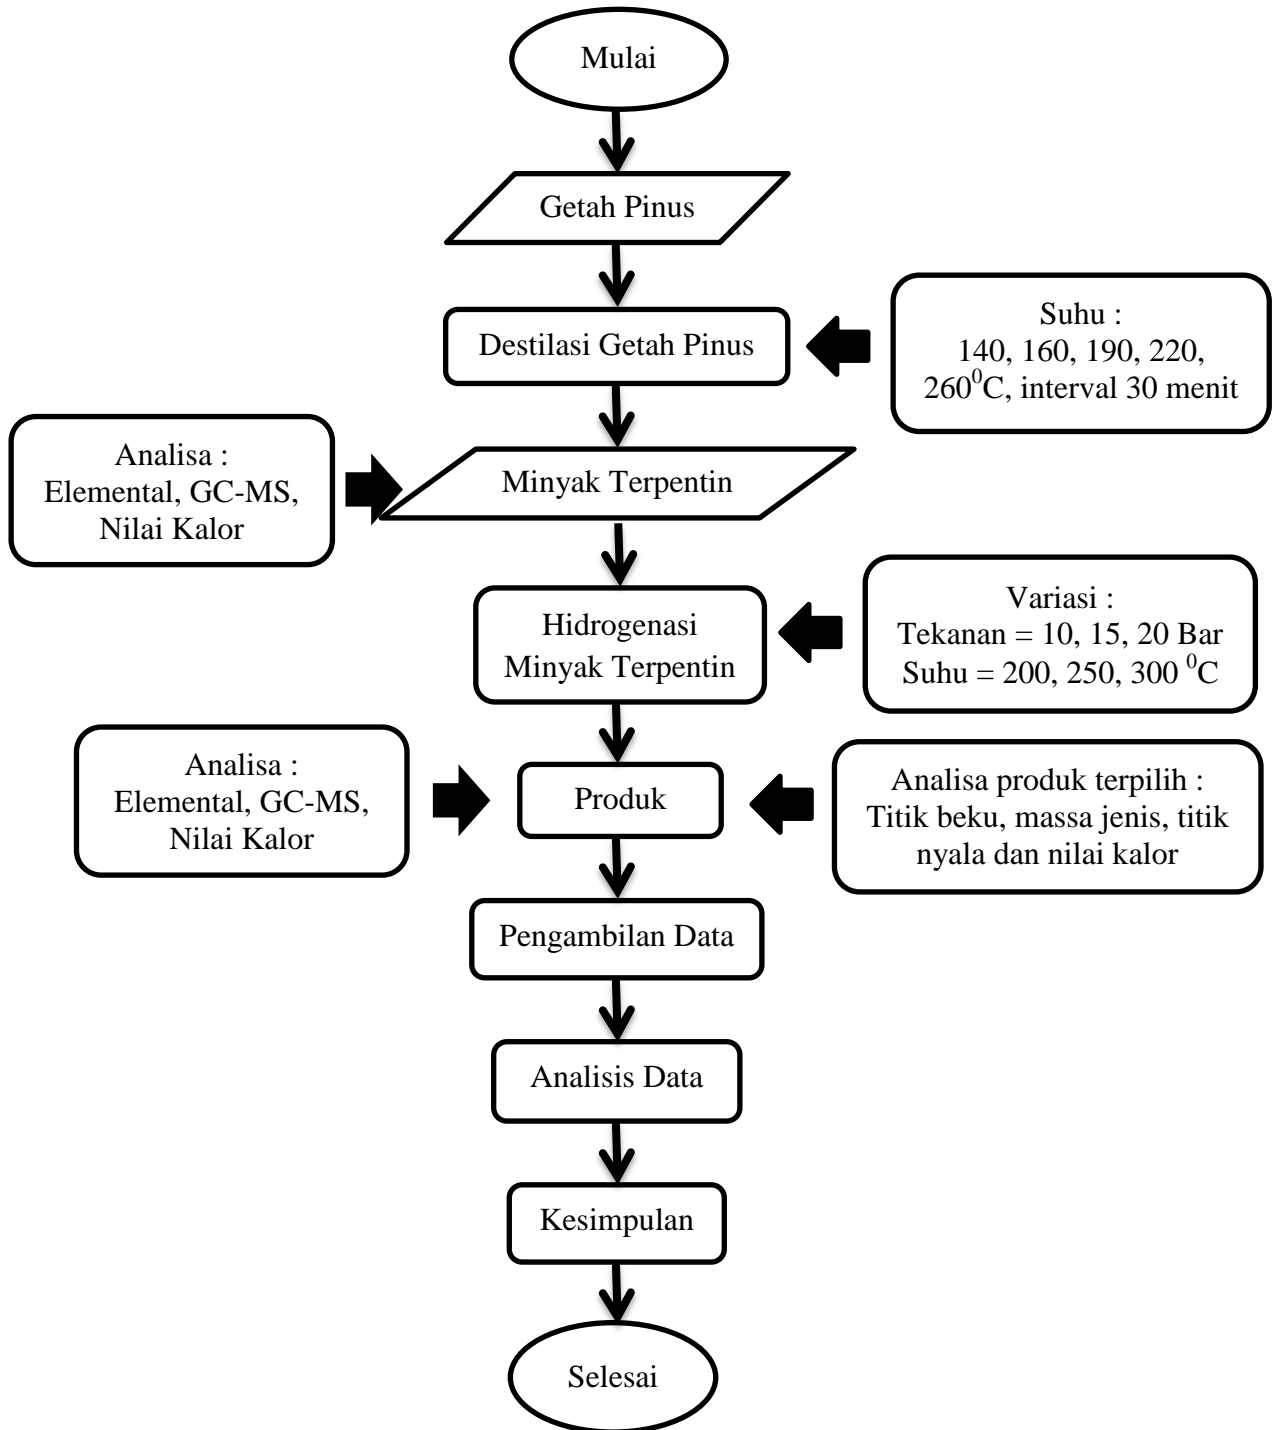 Mulai
Getah Pinus
Destilasi Getah Pinus
Suhu :
140, 160, 190, 220,
260⁰C, interval 30 menit
Analisa :
Elemental, GC-MS,
Nilai Kalor
Minyak Terpentin
Hidrogenasi
Minyak Terpentin
Variasi :
Tekanan = 10, 15, 20 Bar
Suhu = 200, 250, 300 ⁰C
Analisa :
Elemental, GC-MS,
Nilai Kalor
Produk
Analisa produk terpilih :
Titik beku, massa jenis, titik
nyala dan nilai kalor
Pengambilan Data
Analisis Data
Kesimpulan
Selesai